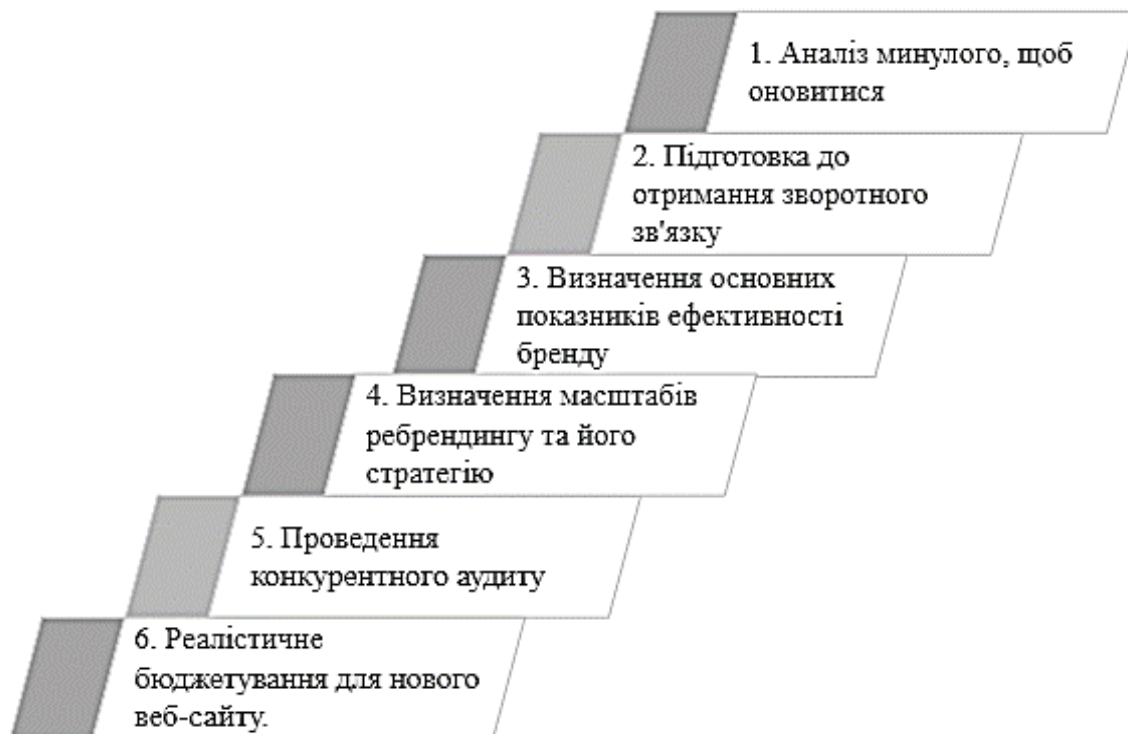 1. Аналіз минулого, щоб
оновитися
2. Підготовка до
отримання зворотного
зв'язку
3. Визначення основних
показників ефективності
бренду
4. Визначення масштабів
ребрендингу та його
стратегію
5. Проведення
конкурентного аудиту
6. Реалістичне
бюджетування для нового
веб-сайту.